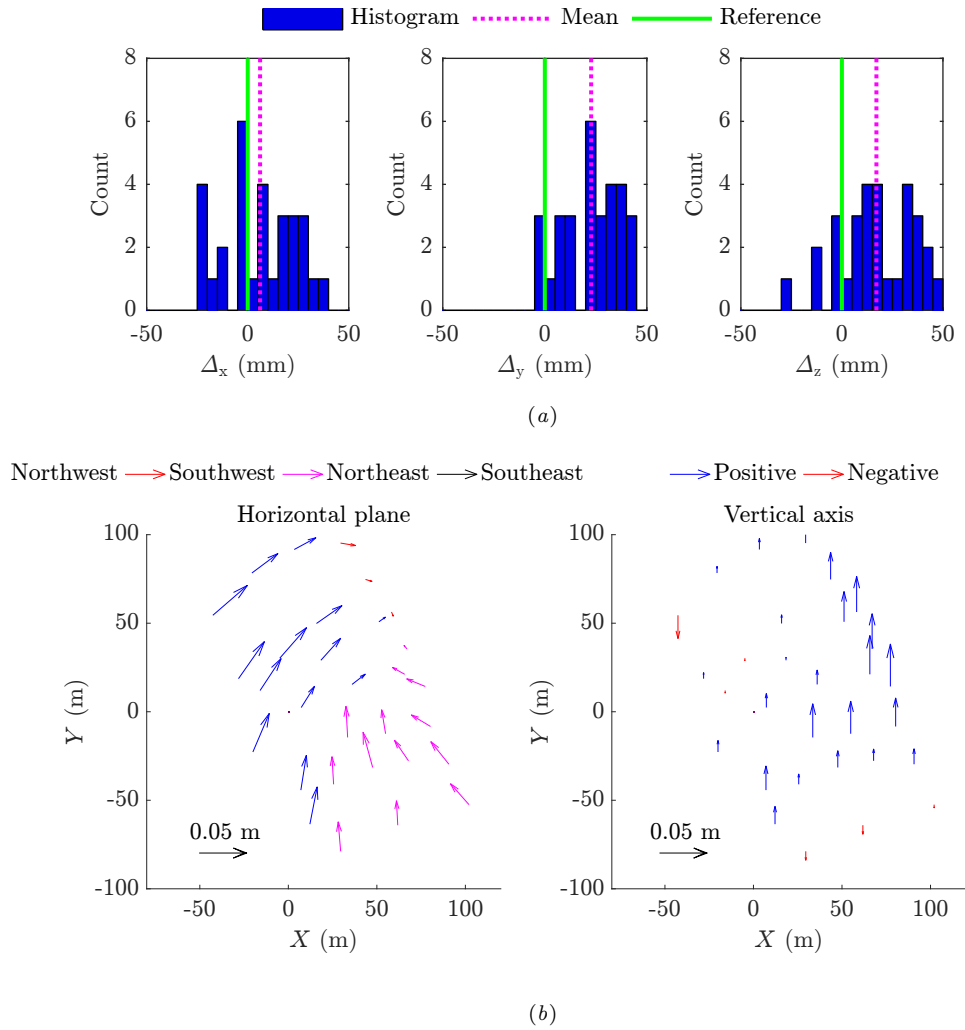 Histogram Mean Reference
8 8 8
6 6 6
4 4 4
2 2 2
0 0 0
Count Count Count
-50 0 50 -50 0 50 -50 0 50
Δx (mm) Δy (mm) Δz (mm)
(a)
Northwest Southwest Northeast Southeast Positive Negative
Horizontal plane Vertical axis
100 100
50 50
0 0
-50 -50
-100 -100
Y (m) Y (m)
0.05 m 0.05 m
-50 0 50 100 -50 0 50 100
X (m) X (m)
(b)